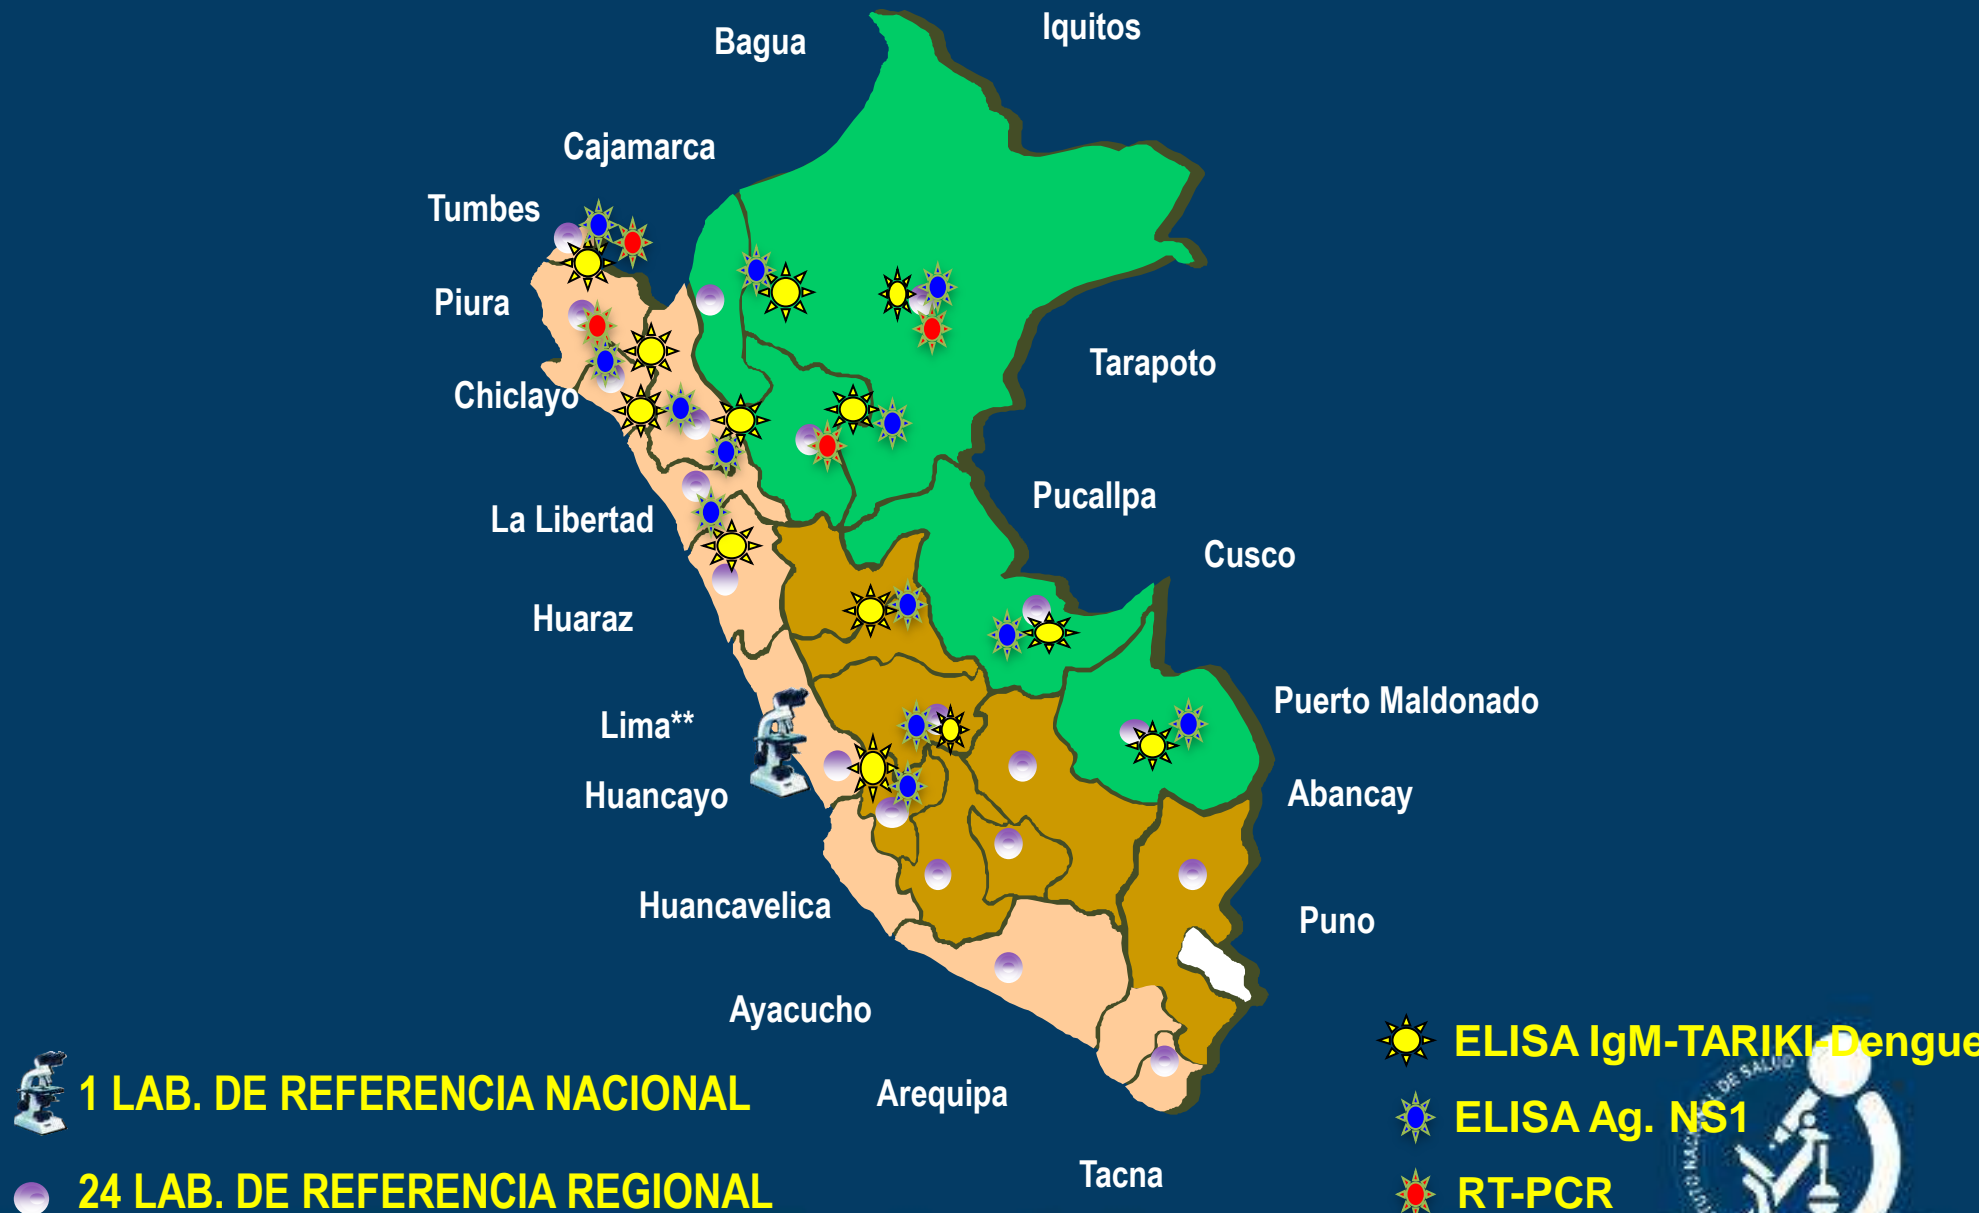 Iquitos
Bagua
Cajamarca
Tumbes
Piura
Tarapoto
Chiclayo
Pucallpa
La Libertad
Cusco
Huaraz
Puerto Maldonado
Lima**
Huancayo
Abancay
Huancavelica
Puno
Ayacucho
Arequipa
Tacna
1 LAB. DE REFERENCIA NACIONAL
24 LAB. DE REFERENCIA REGIONAL
ELISA IgM-TARIKI-Dengue
ELISA Ag. NS1
RT-PCR
DE SALUD